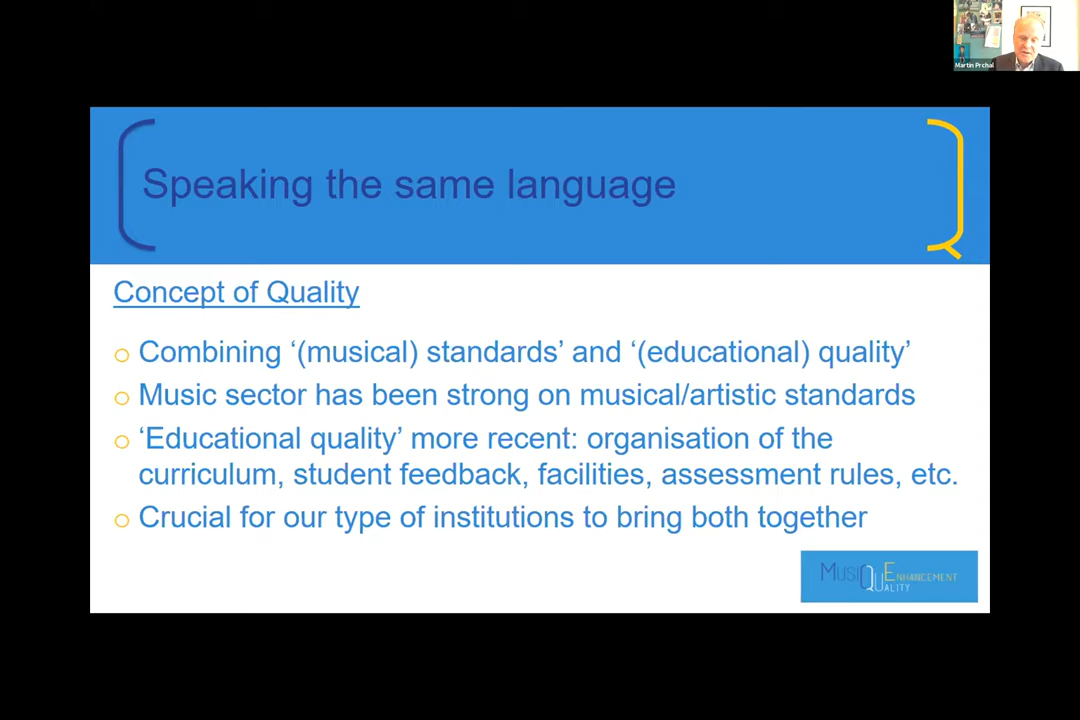 Martin Prchal
Speaking the same language
Concept of Quality
Combining ‘(musical) standards’ and ‘(educational) quality’
Music sector has been strong on musical/artistic standards
‘Educational quality’ more recent: organisation of the
curriculum, student feedback, facilities, assessment rules, etc.
Crucial for our type of institutions to bring both together
MusiQuE Enhancement
Quality